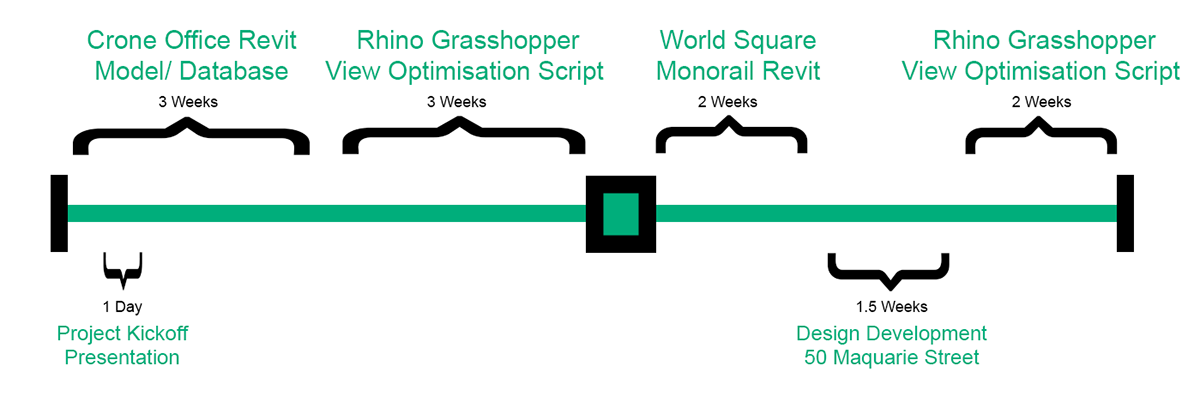 Crone Office Revit
Model/ Database
3 Weeks
Rhino Grasshopper
View Optimisation Script
3 Weeks
World Square
Monorail Revit
2 Weeks
Rhino Grasshopper
View Optimisation Script
2 Weeks
1 Day
Project Kickoff
Presentation
1.5 Weeks
Design Development
50 Maquarie Street